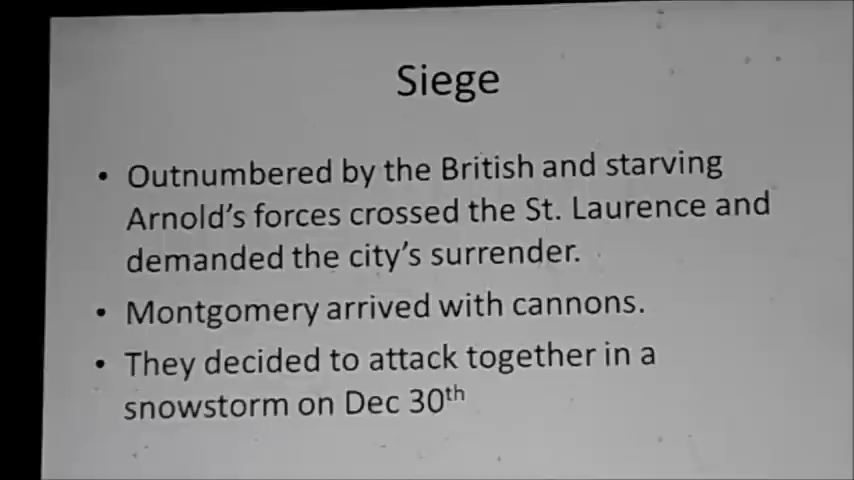 Siege
• Outnumbered by the British and starving
Arnold's forces crossed the St. Laurence and
demanded the city's surrender.
• Montgomery arrived with cannons.
• They decided to attack together in a
snowstorm on Dec 30th